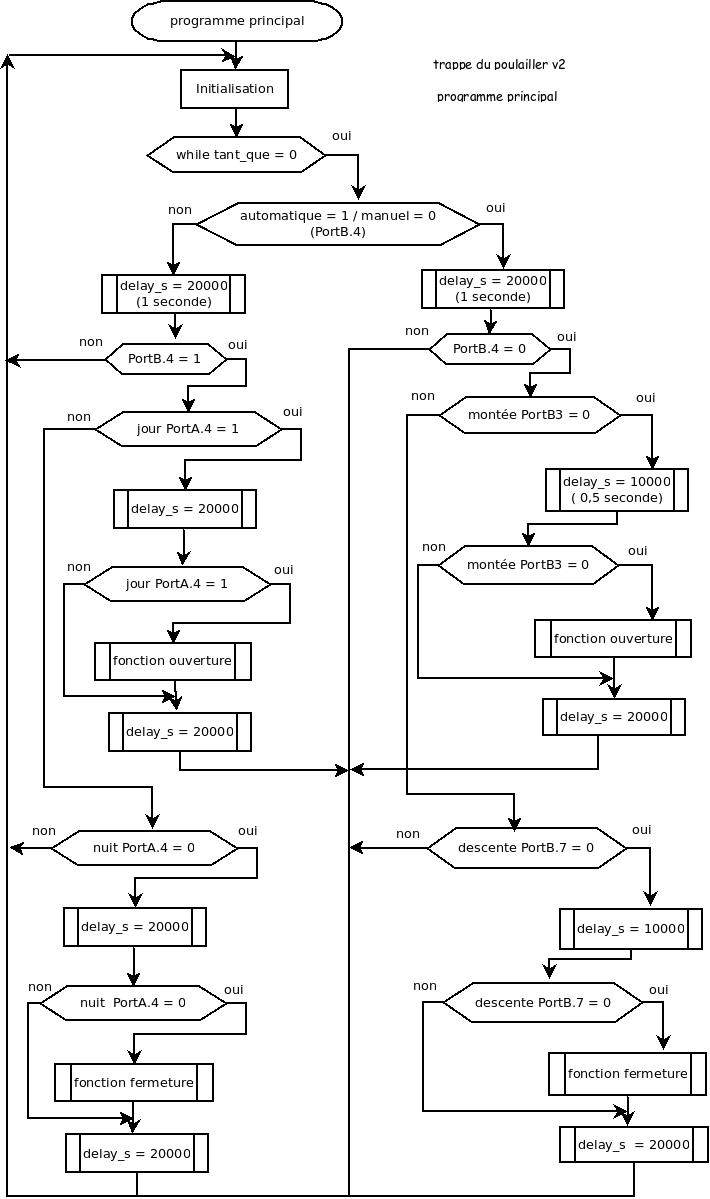 programme principal
trappe du poulailler v2
Initialisation
programme principal
oui
while tant_que = 0
non
automatique = 1 / manuel = 0
(PortB.4)
oui
delay_s = 20000
(1 seconde)
delay_s = 20000
(1 seconde)
non
PortB.4 = 1
oui
non
PortB.4 = 0
oui
non
jour PortA.4 = 1
oui
non
montée PortB3 = 0
oui
delay_s = 20000
delay_s = 10000
( 0,5 seconde)
non
jour PortA.4 = 1
oui
non
montée PortB3 = 0
oui
fonction ouverture
fonction ouverture
delay_s = 20000
delay_s = 20000
non
nuit PortA.4 = 0
oui
non
descente PortB.7 = 0
oui
delay_s = 20000
delay_s = 10000
non
nuit  PortA.4 = 0
oui
non
descente PortB.7 = 0
oui
fonction fermeture
fonction fermeture
delay_s = 20000
delay_s  = 20000